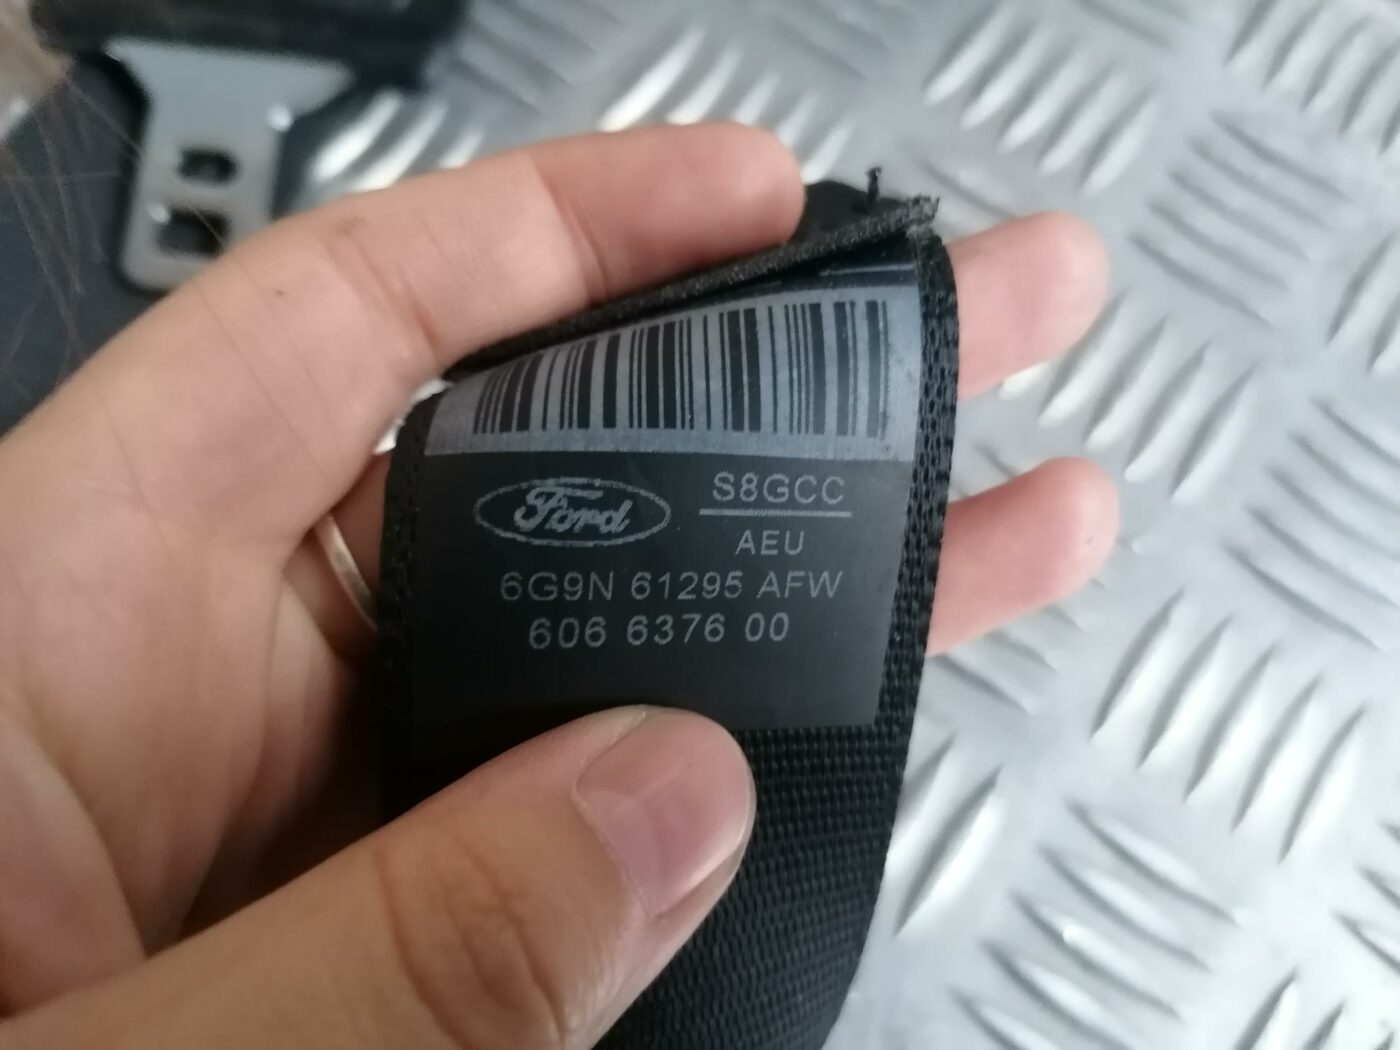 Ford
S8GCC
AEU
6G9N 61295 AFW
606 6376 00